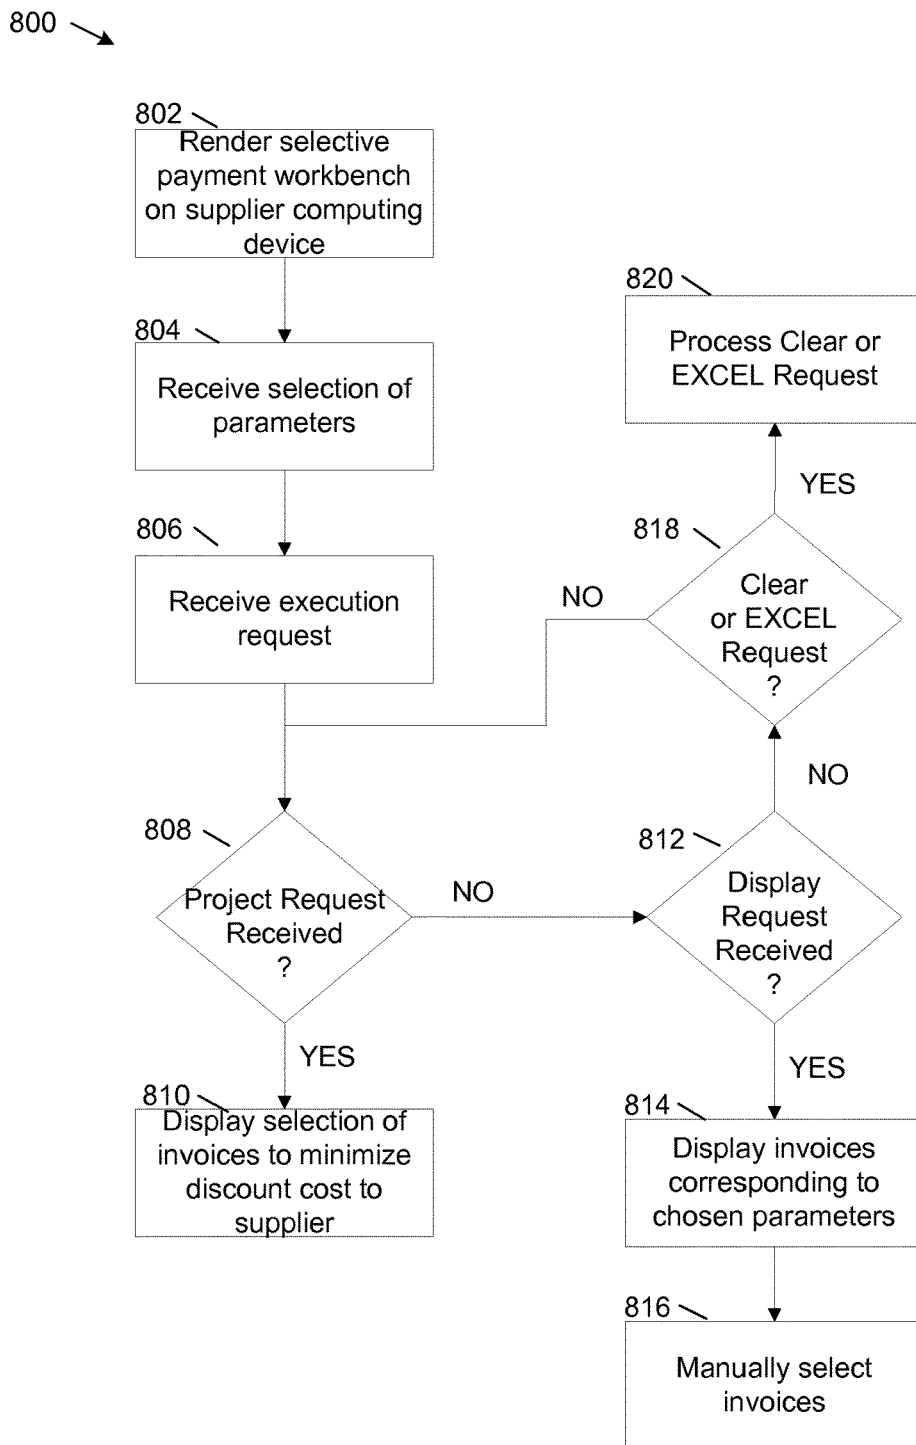 800
802
Render selective
payment workbench
on supplier computing
device
804
Receive selection of
parameters
806
Receive execution
request
808
Project Request
Received
?
NO
YES
810
Display selection of
invoices to minimize
discount cost to
supplier
820
Process Clear or
EXCEL Request
YES
818
Clear
or EXCEL
Request
?
NO
NO
812
Display
Request
Received
?
YES
814
Display invoices
corresponding to
chosen parameters
816
Manually select
invoices